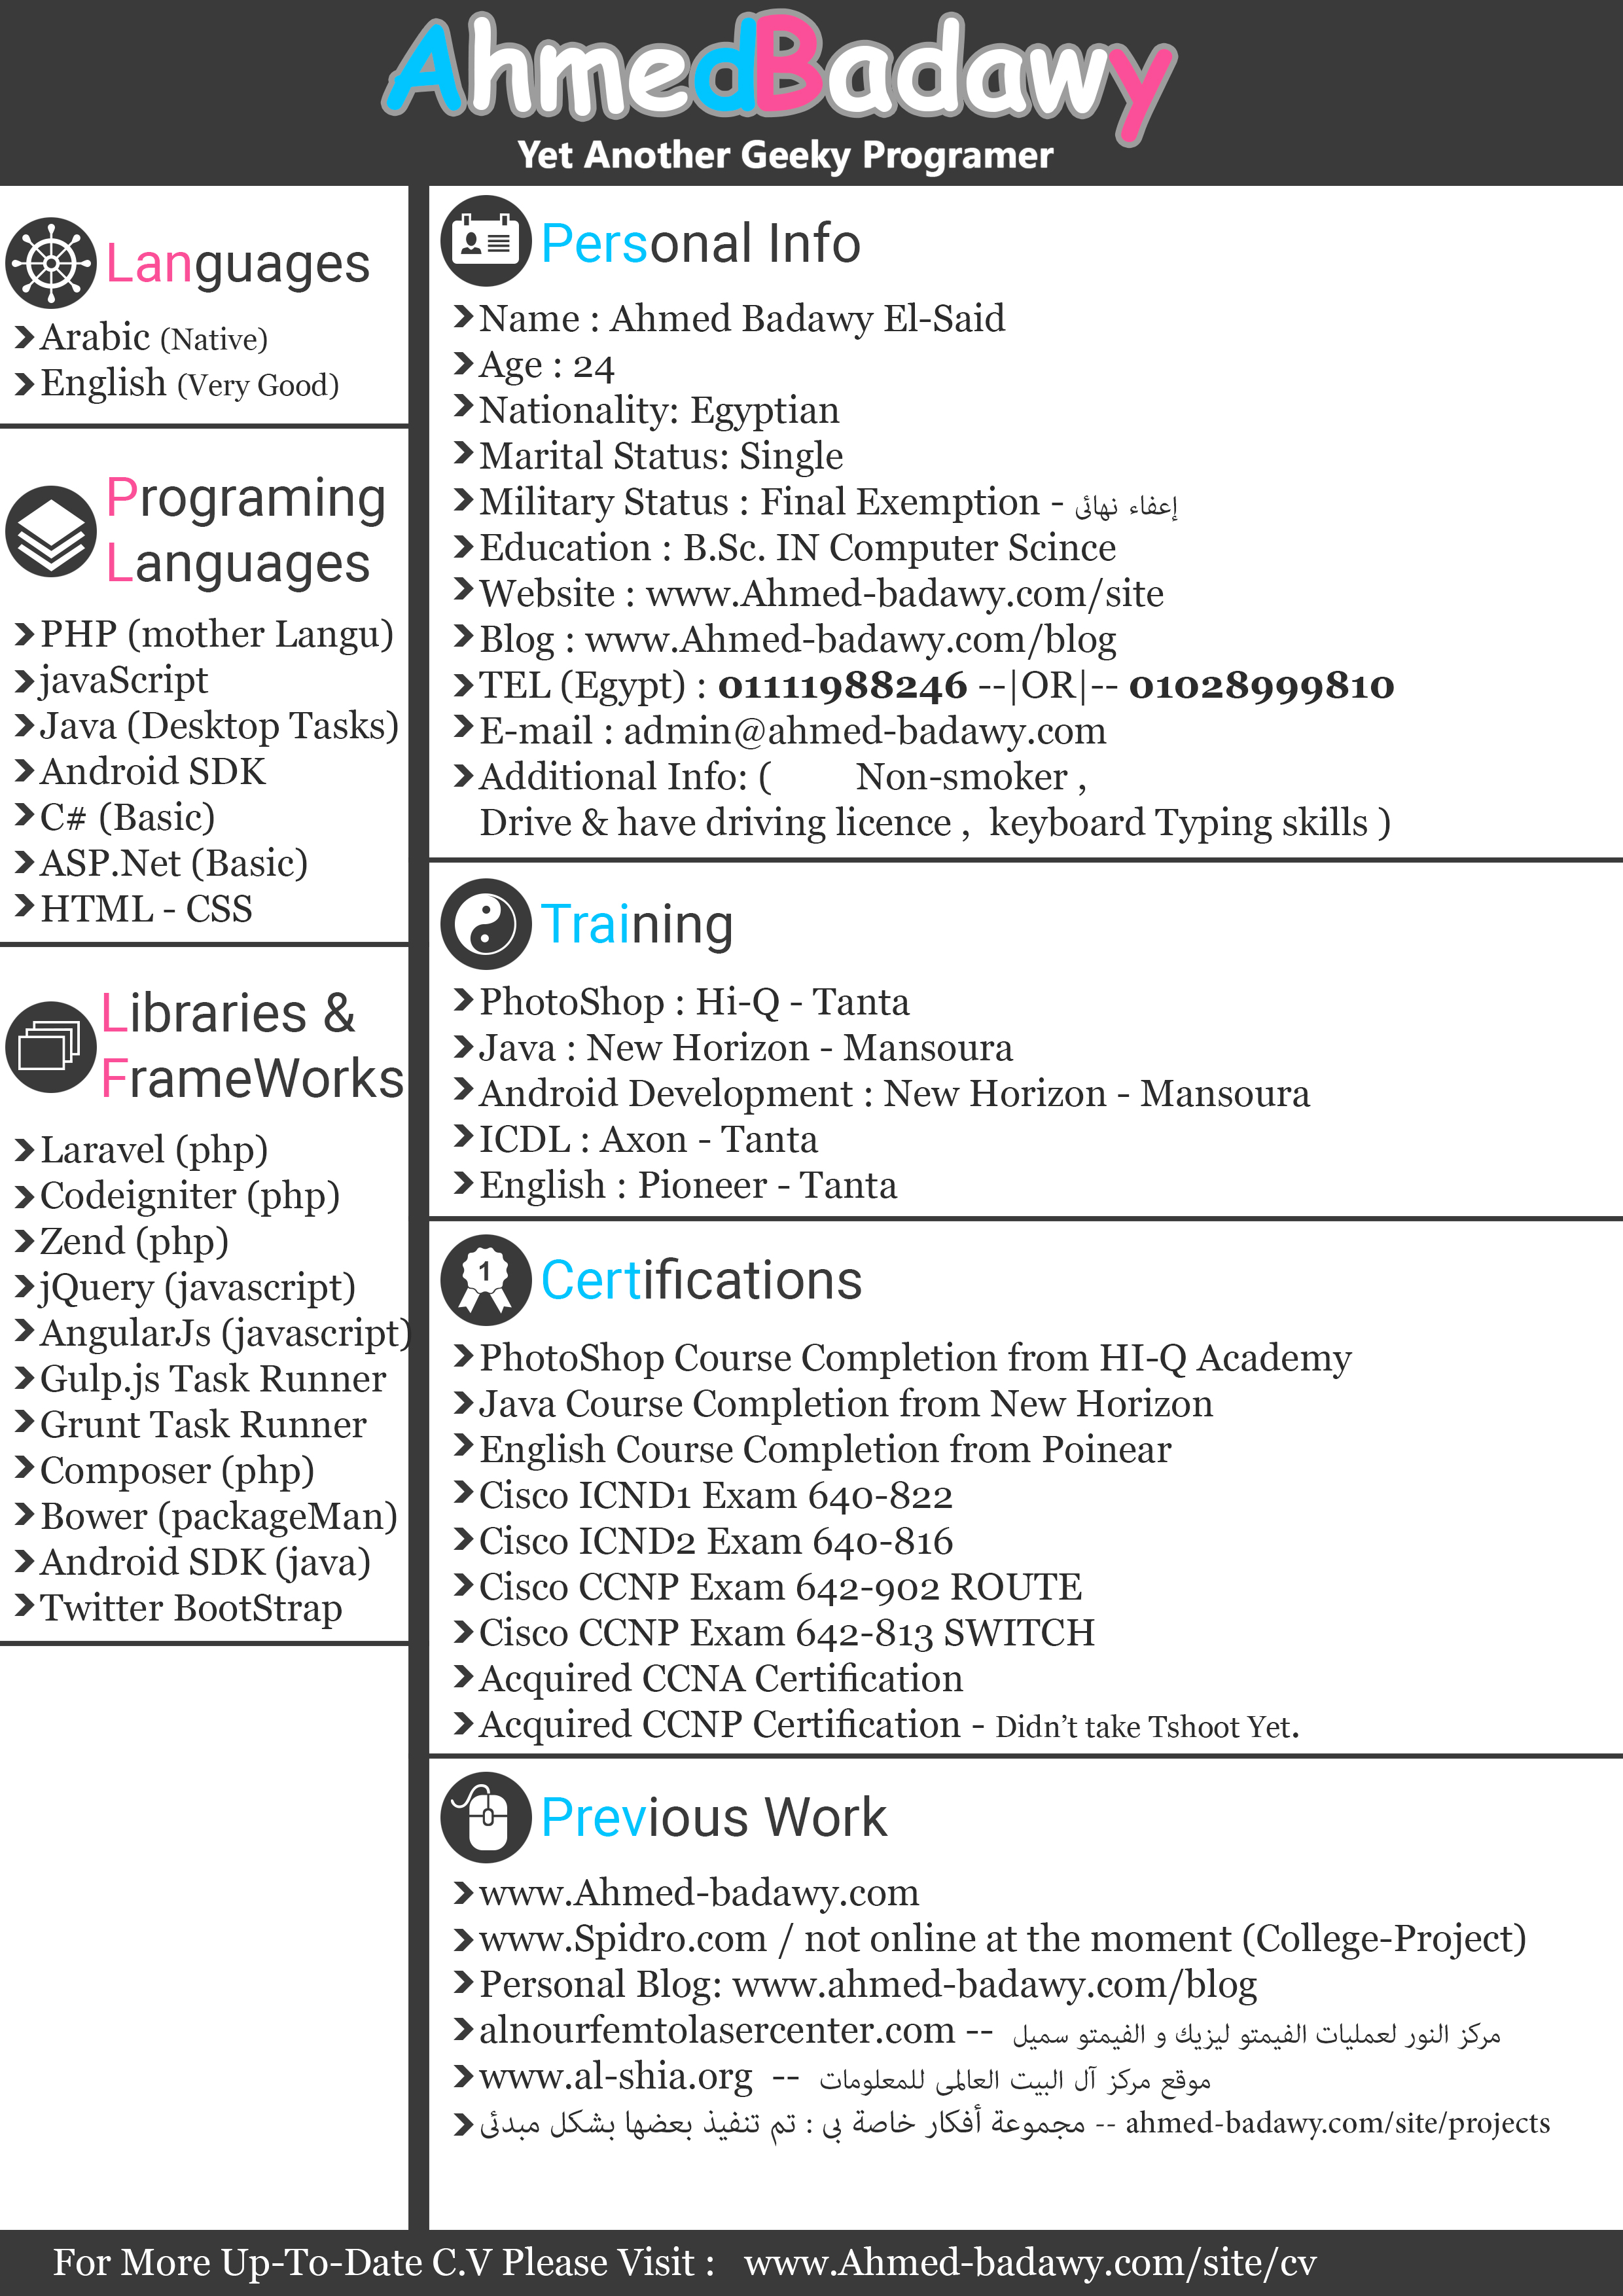 AhmedBadawy
Yet Another Geeky Programer
Languages
Arabic (Native)
English (Very Good)
Programing
Languages
PHP (mother Langu)
javaScript
Java (Desktop Tasks)
Android SDK
C# (Basic)
ASP.Net (Basic)
HTML - CSS
Libraries &
FrameWorks
Laravel (php)
Codeigniter (php)
Zend (php)
jQuery (javascript)
AngularJs (javascript)
Gulp.js Task Runner
Grunt Task Runner
Composer (php)
Bower (packageMan)
Android SDK (java)
Twitter BootStrap
Personal Info
Name : Ahmed Badawy El-Said
Age : 24
Nationality: Egyptian
Marital Status: Single
Military Status : Final Exemption - إعفاء نهائى
Education : B.Sc. IN Computer Scince
Website : www.Ahmed-badawy.com/site
Blog : www.Ahmed-badawy.com/blog
TEL (Egypt) : 01111988246 --|OR|-- 01028999810
E-mail : admin@ahmed-badawy.com
Additional Info: ( Non-smoker ,
Drive & have driving licence , keyboard Typing skills )
Training
PhotoShop : Hi-Q - Tanta
Java : New Horizon - Mansoura
Android Development : New Horizon - Mansoura
ICDL : Axon - Tanta
English : Pioneer - Tanta
1
Certifications
PhotoShop Course Completion from HI-Q Academy
Java Course Completion from New Horizon
English Course Completion from Poinear
Cisco ICND1 Exam 640-822
Cisco ICND2 Exam 640-816
Cisco CCNP Exam 642-902 ROUTE
Cisco CCNP Exam 642-813 SWITCH
Acquired CCNA Certification
Acquired CCNP Certification - Didn't take Tshoot Yet.
Previous Work
www.Ahmed-badawy.com
www.Spidro.com / not online at the moment (College-Project)
Personal Blog: www.ahmed-badawy.com/blog
alnourfemtolasercenter.com -- مركز النور لعمليات الفيمتو ليزيك و الفيمتو سميل
www.al-shia.org -- موقع مركز آل البيت العالمى للمعلومات
مجموعة أفكار خاصة بى : تم تنفيذ بعضها بشكل مبدئى -- ahmed-badawy.com/site/projects
For More Up-To-Date C.V Please Visit : www.Ahmed-badawy.com/site/cv